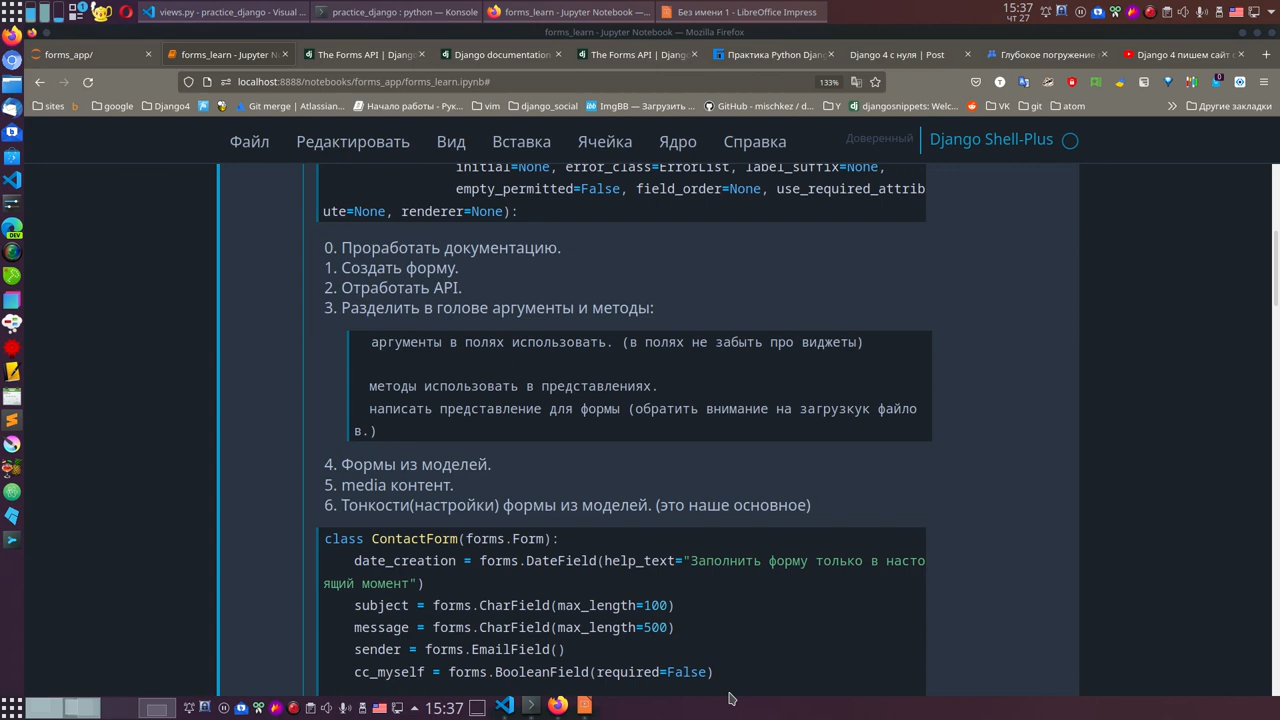 views.py - practice_django - Visual ...
practice_django : python — Konsole
forms_learn - Jupyter Notebook —...
Без имени 1 - LibreOffice Impress
15:37
чт 27
forms_learn - Jupyter Notebook — Mozilla Firefox
forms_app/
forms_learn - Jupyter N
The Forms API | Django
Django documentation
The Forms API | Django
Практика Python Django
Django 4 с нуля | Post
Глубокое погружение
Django 4 пишем сайт с
localhost:8888/notebooks/forms_app/forms_learn.ipynb#
133%
sites
google
Django4
Git merge | Atlassian...
Начало работы - Рук...
vim
django_social
ImgBB — Загрузить ...
GitHub - mischkez / d...
Y
djangosnippets: Welc...
VK
git
atom
Другие закладки
Файл
Редактировать
Вид
Вставка
Ячейка
Ядро
Справка
Доверенный
Django Shell-Plus
initial=None, error_class=ErrorList, label_suffix=None,
empty_permitted=False, field_order=None, use_required_attrib
ute=None, renderer=None):
0. Проработать документацию.
1. Создать форму.
2. Отработать API.
3. Разделить в голове аргументы и методы:
аргументы в полях использовать. (в полях не забыть про виджеты)
методы использовать в представлениях.
написать представление для формы (обратить внимание на загрузкук файло
в.)
4. Формы из моделей.
5. media контент.
6. Тонкости(настройки) формы из моделей. (это наше основное)
class ContactForm(forms.Form):
date_creation = forms.DateField(help_text="Заполнить форму только в насто
ящий момент")
subject = forms.CharField(max_length=100)
message = forms.CharField(max_length=500)
sender = forms.EmailField()
cc_myself = forms.BooleanField(required=False)
15:37